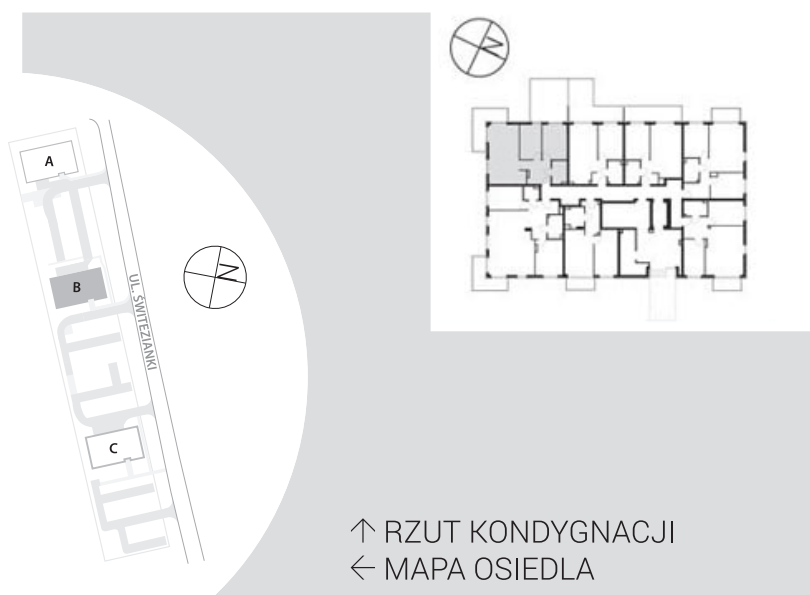 N
A
B
UL. ŚWITEZIANKI
N
C
↑ RZUT KONDYGNACJI
← MAPA OSIEDLA